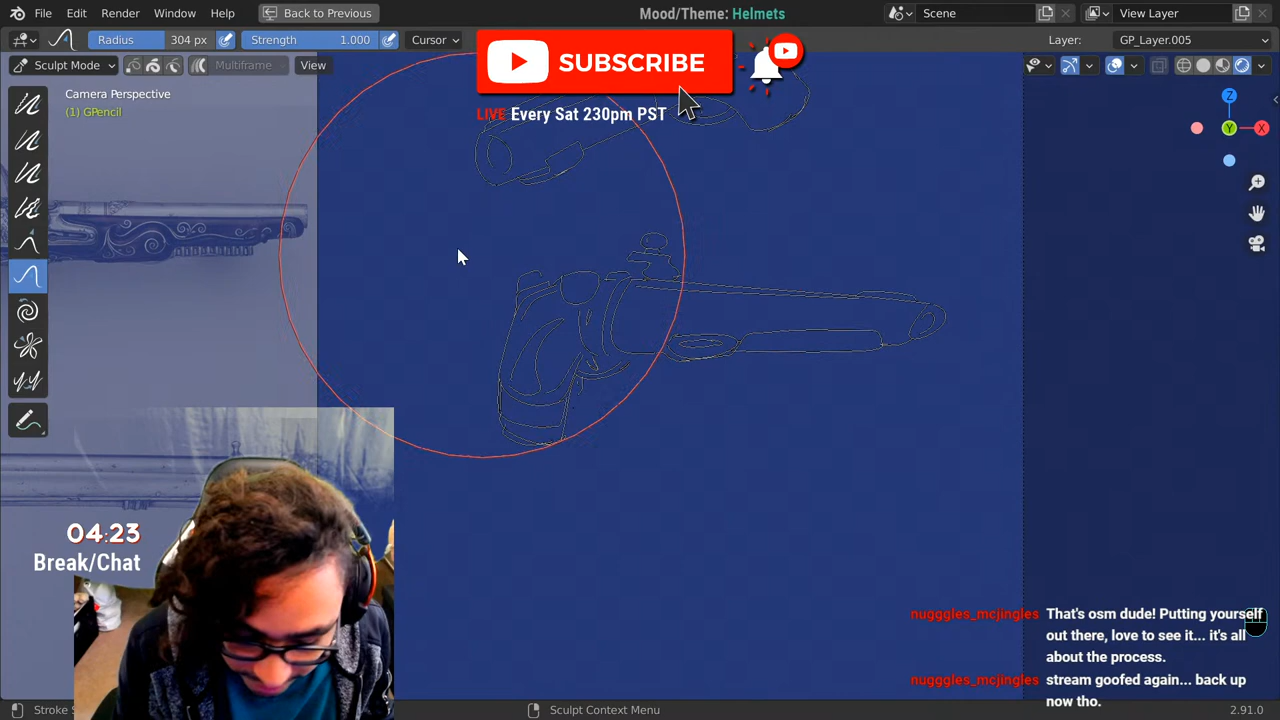 File Edit Render Window Help Back to Previous Mood/Theme: Helmets Scene View Layer
Radius 304 px Strength 1.000 Cursor Layer: GP_Layer.005
Sculpt Mode Multiframe View
SUBSCRIBE
LIVE Every Sat 230pm PST
Camera Perspective
(1) GPencil
Z
Y
X
04:23
Break/Chat
nugggles_mcjingles That's osm dude! Putting yourself
out there, love to see it... it's all
about the process.
nugggles_mcjingles stream goofed again... back up
now tho.
Stroke S
Sculpt Context Menu
2.91.0